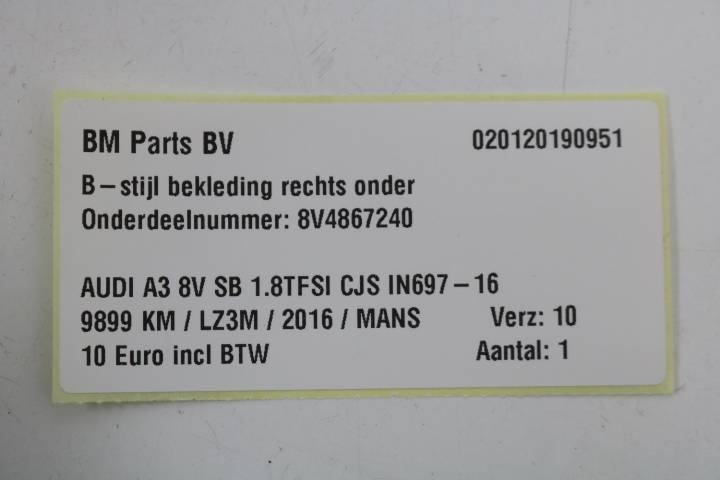 BM Parts BV 020120190951
B-stijl bekleding rechts onder
Onderdeelnummer: 8V4867240
AUDI A3 8V SB 1.8TFSI CJS IN697-16
9899 KM / LZ3M / 2016 / MANS Verz: 10
10 Euro incl BTW Aantal: 1